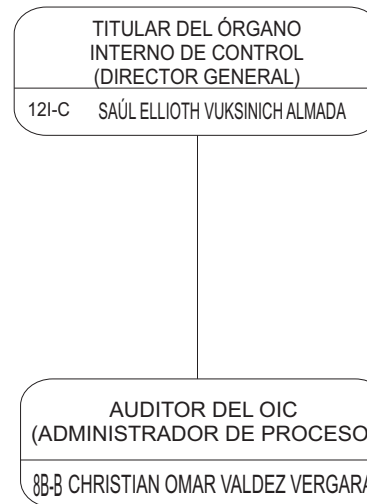 TITULAR DEL ÓRGANO
INTERNO DE CONTROL
(DIRECTOR GENERAL)
12I-C SAÚL ELLIOTH VUKSINICH ALMADA
AUDITOR DEL OIC
(ADMINISTRADOR DE PROCESO
8B-B CHRISTIAN OMAR VALDEZ VERGARA